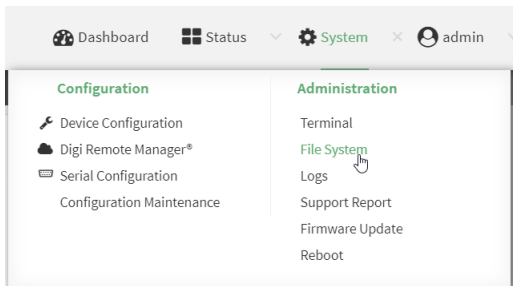 Dashboard Status System admin
Configuration
Device Configuration
Digi Remote Manager®
Serial Configuration
Configuration Maintenance
Administration
Terminal
File System
Logs
Support Report
Firmware Update
Reboot